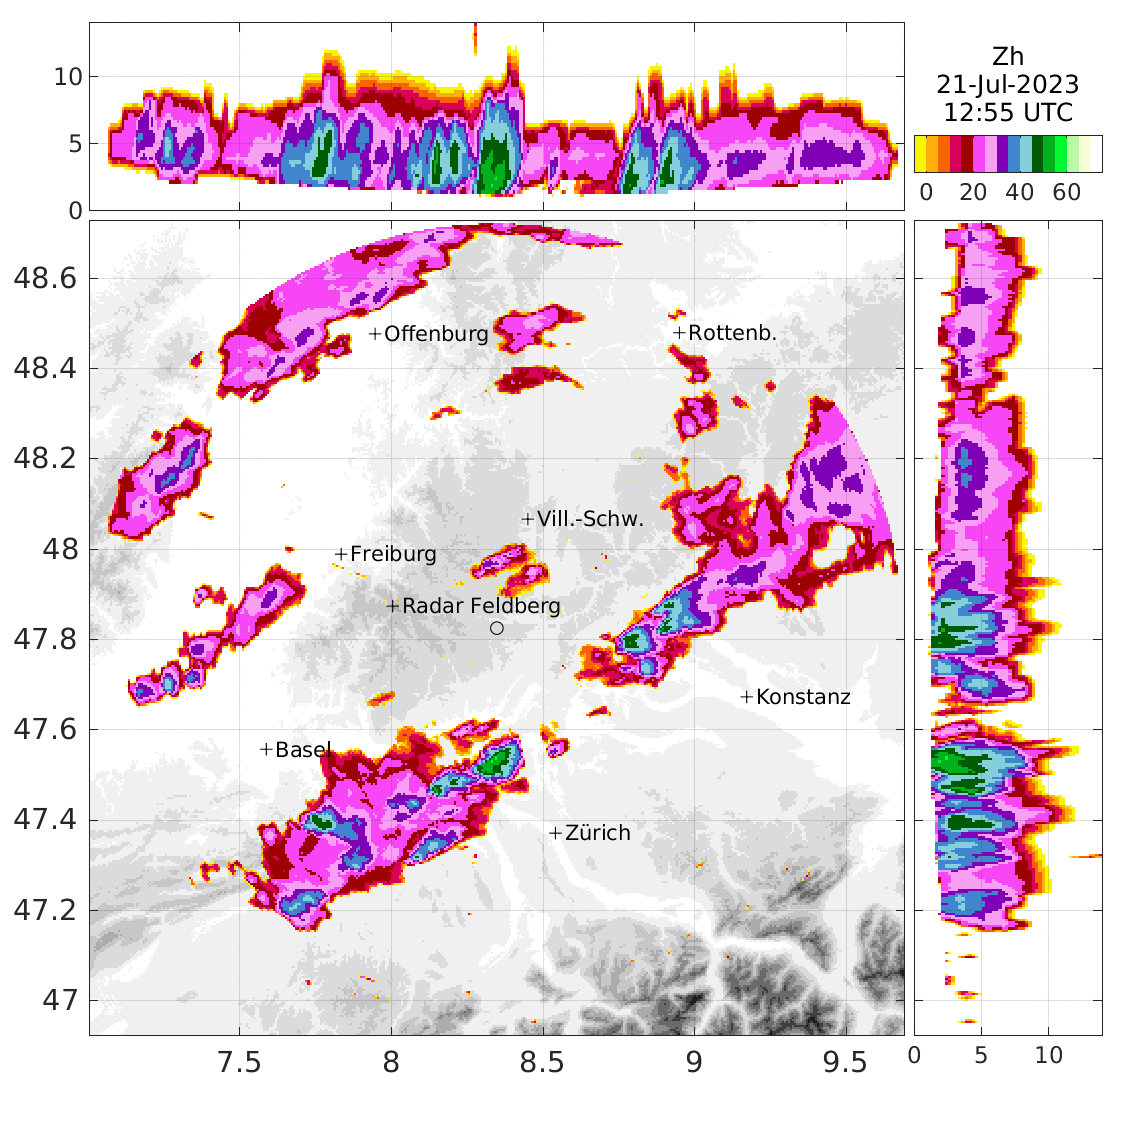 10
5
0
Zh
21-Jul-2023
12:55 UTC
0 20 40 60
48.6
48.4
48.2
48
47.8
47.6
47.4
47.2
47
+Offenburg
+Rottenb.
+Vill.-Schw.
+Freiburg
+Radar Feldberg
+Konstanz
+Basel
+Zürich
7.5 8 8.5 9 9.5
0 5 10